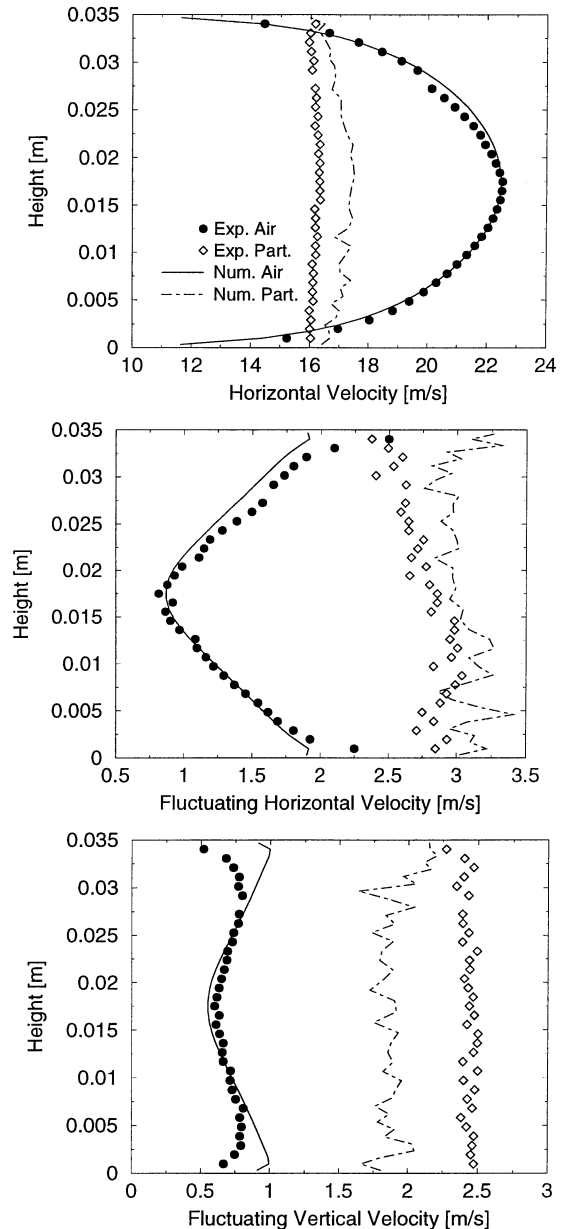 0.035
0.03
0.025
0.02
0.015
0.01
0.005
0
Height [m]
Exp. Air
Exp. Part.
Num. Air
Num. Part.
10 12 14 16 18 20 22 24
Horizontal Velocity [m/s]
0.035
0.03
0.025
0.02
0.015
0.01
0.005
0
Height [m]
0.5 1 1.5 2 2.5 3 3.5
Fluctuating Horizontal Velocity [m/s]
0.035
0.03
0.025
0.02
0.015
0.01
0.005
0
Height [m]
0 0.5 1 1.5 2 2.5 3
Fluctuating Vertical Velocity [m/s]